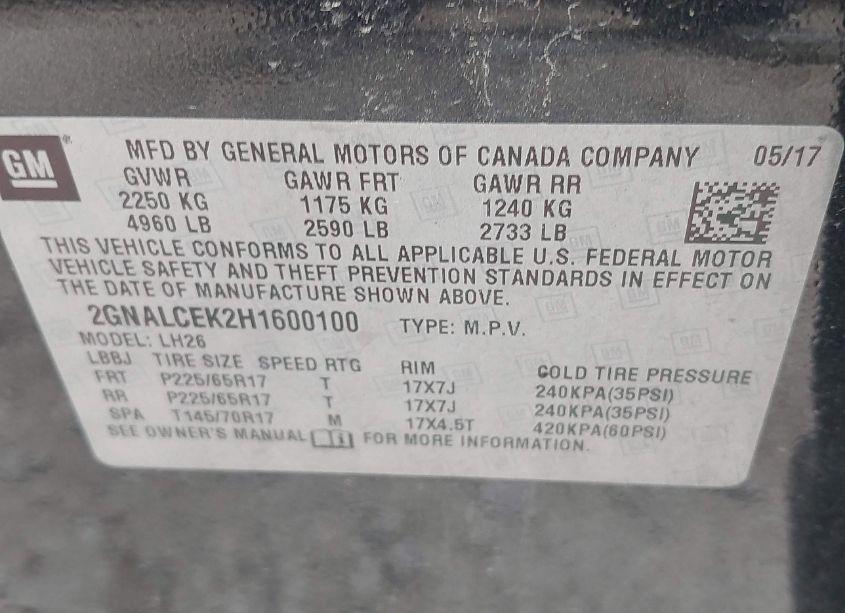 GM
MFD BY GENERAL MOTORS OF CANADA COMPANY 05/17
GVWR GAWR FRT GAWR RR
2250 KG 1175 KG 1240 KG
4960 LB 2590 LB 2733 LB
THIS VEHICLE CONFORMS TO ALL APPLICABLE U.S. FEDERAL MOTOR
VEHICLE SAFETY AND THEFT PREVENTION STANDARDS IN EFFECT ON
THE DATE OF MANUFACTURE SHOWN ABOVE.
2GNALCEK2H1600100 TYPE: M.P.V.
MODEL: LH26
LBBJ TIRE SIZE SPEED RTG RIM COLD TIRE PRESSURE
FRT P225/65R17 T 17X7J 240KPA(35PSI)
RR P225/65R17 T 17X7J 240KPA(35PSI)
SPA T145/70R17 M 17X4.5T 420KPA(60PSI)
SEE OWNER'S MANUAL FOR MORE INFORMATION.